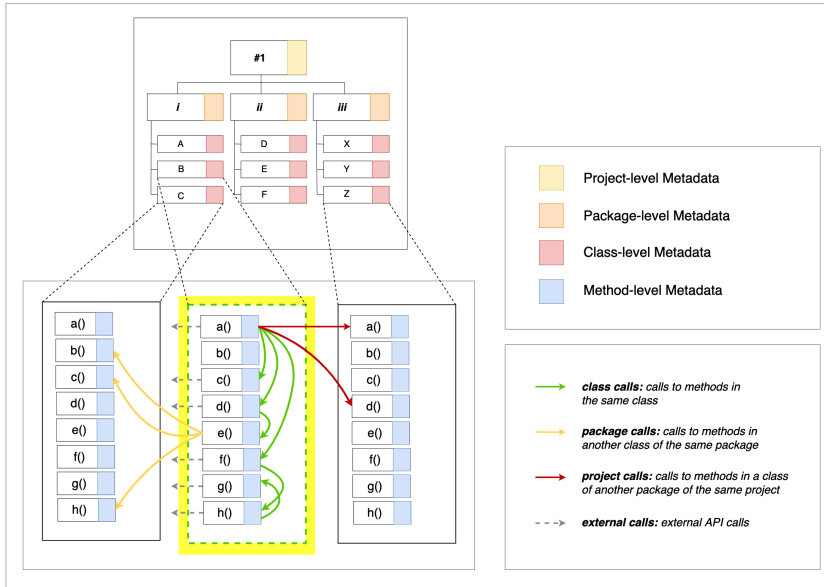 #1
i ii iii
A D X
B E Y
C F Z
Project-level Metadata
Package-level Metadata
Class-level Metadata
Method-level Metadata
a() a() a()
b() b() b()
c() c() c()
d() d() d()
e() e() e()
f() f() f()
g() g() g()
h() h() h()
class calls: calls to methods in
the same class
package calls: calls to methods in
another class of the same package
project calls: calls to methods in a class
of another package of the same project
external calls: external API calls